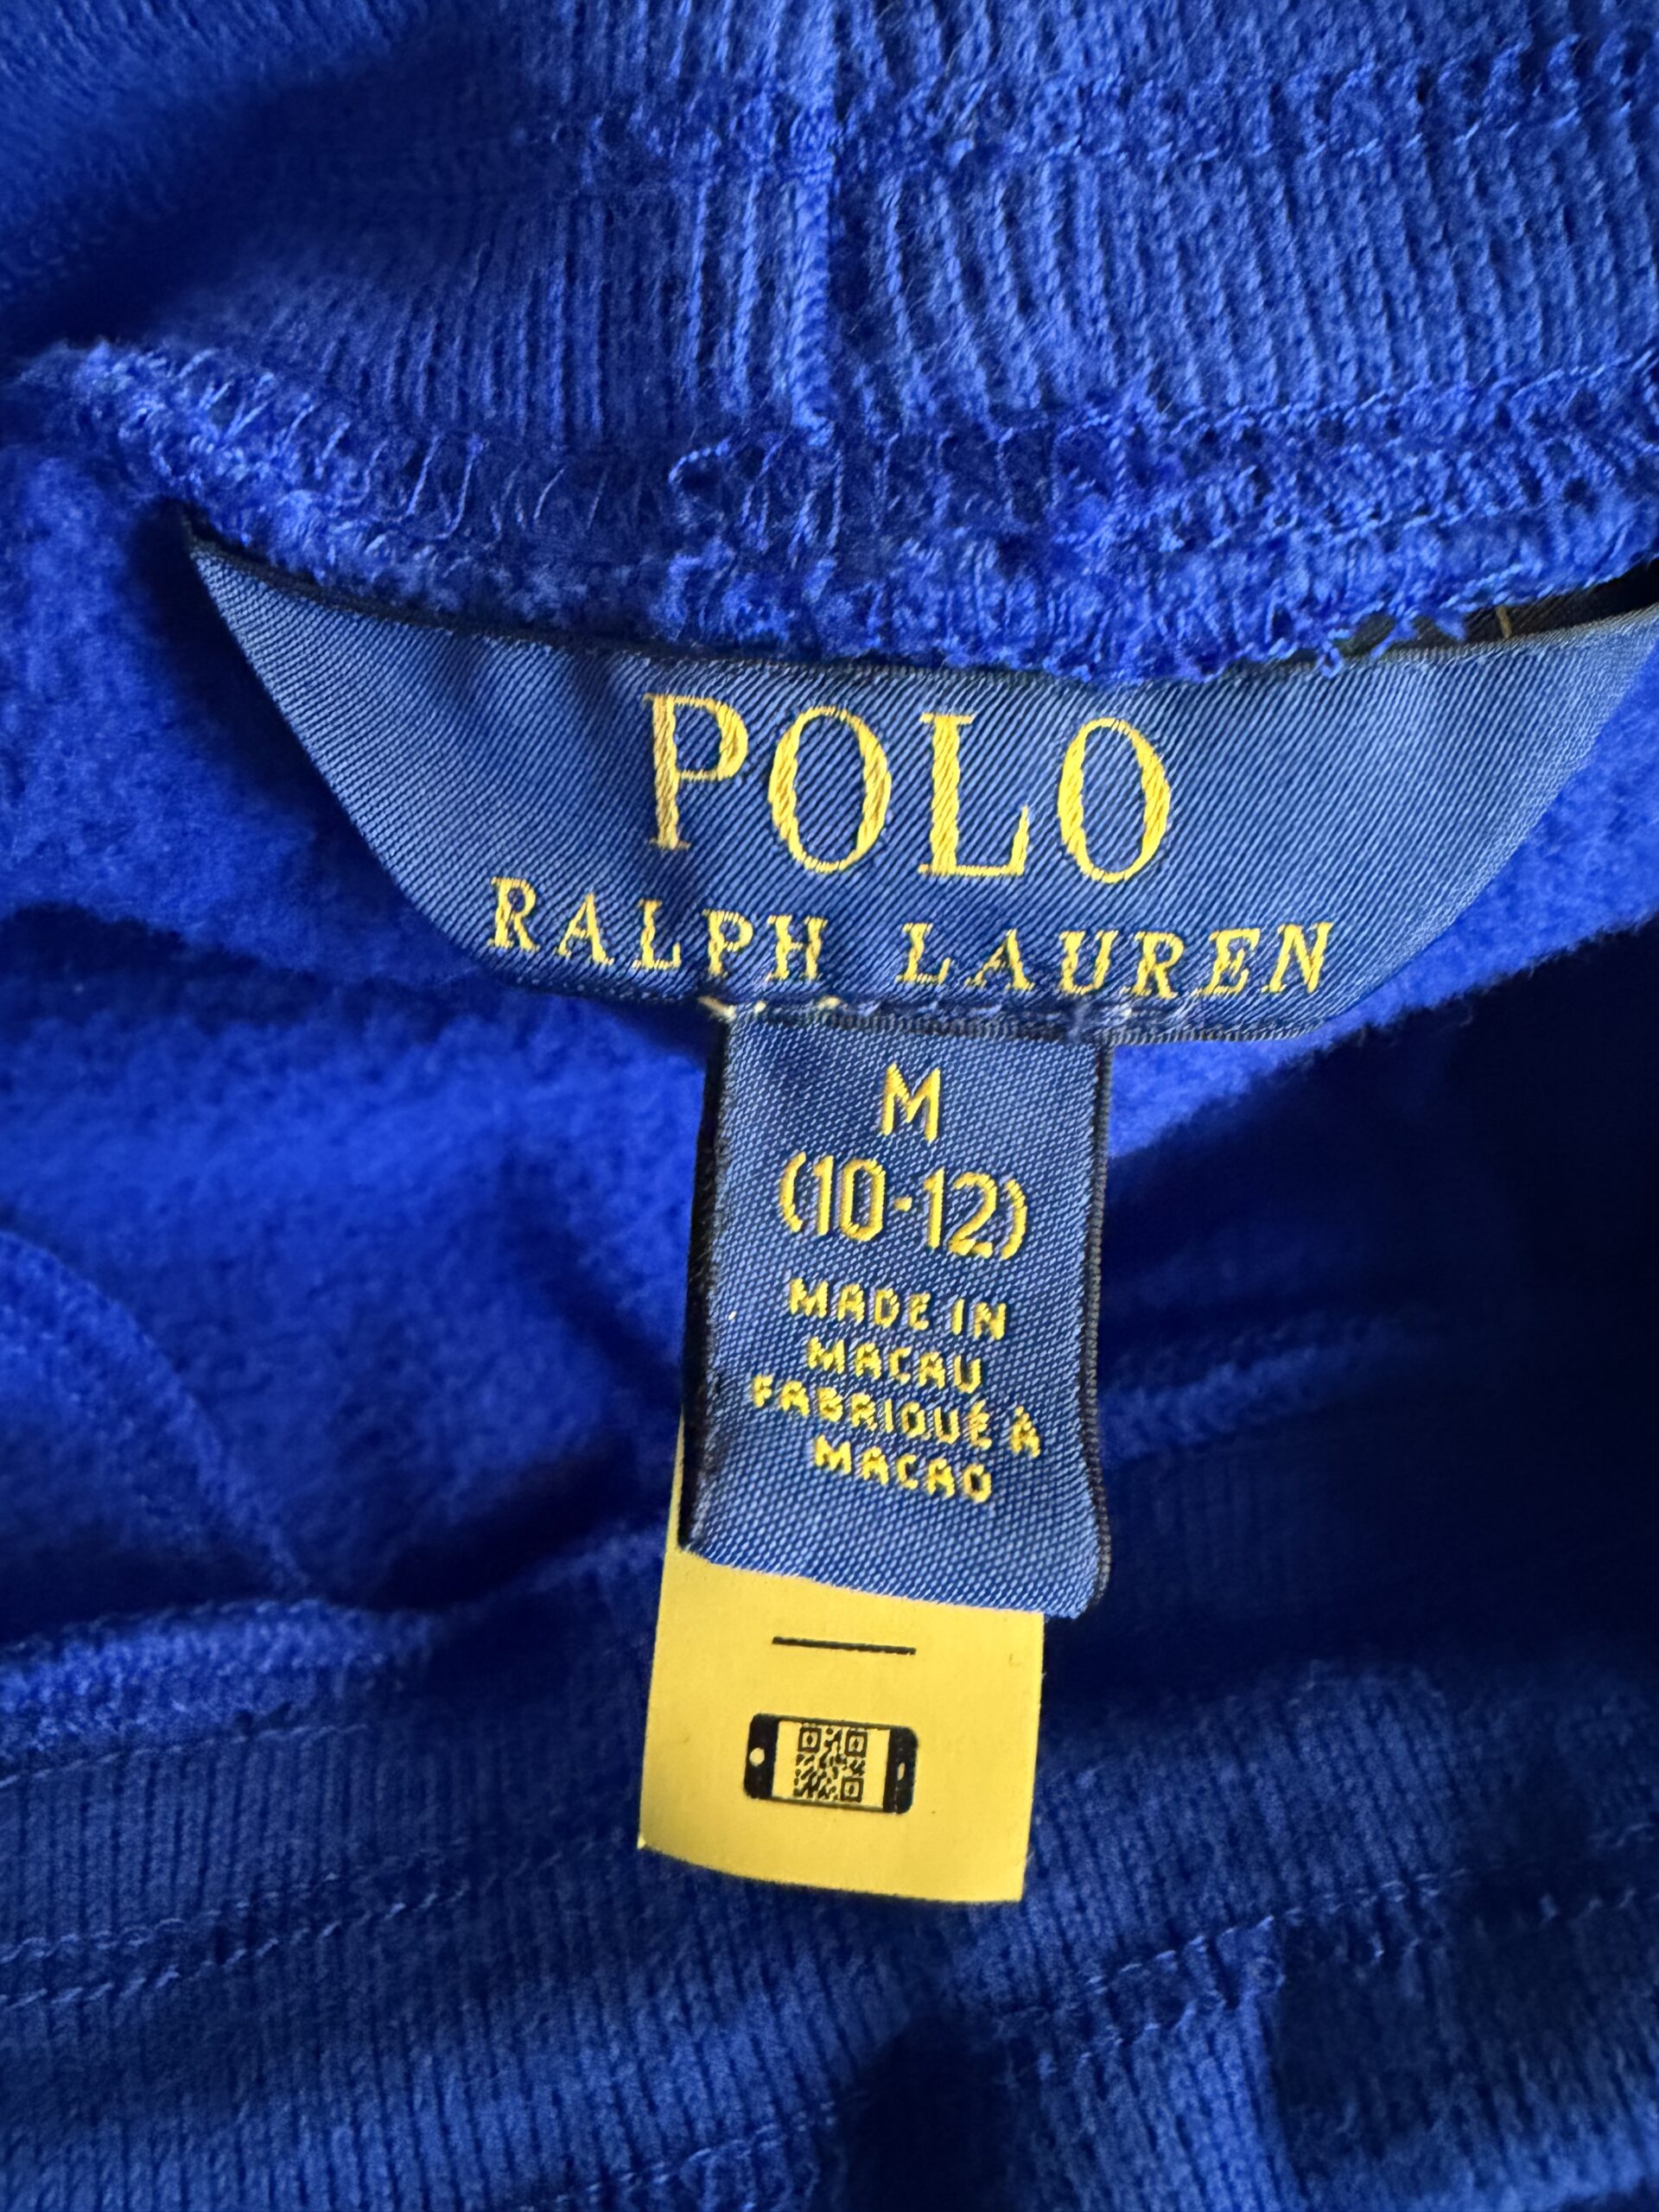 POLO
RALPH LAUREN
M
(10-12)
MADE IN
MACAU
FABRIQUÉ À
MACAO